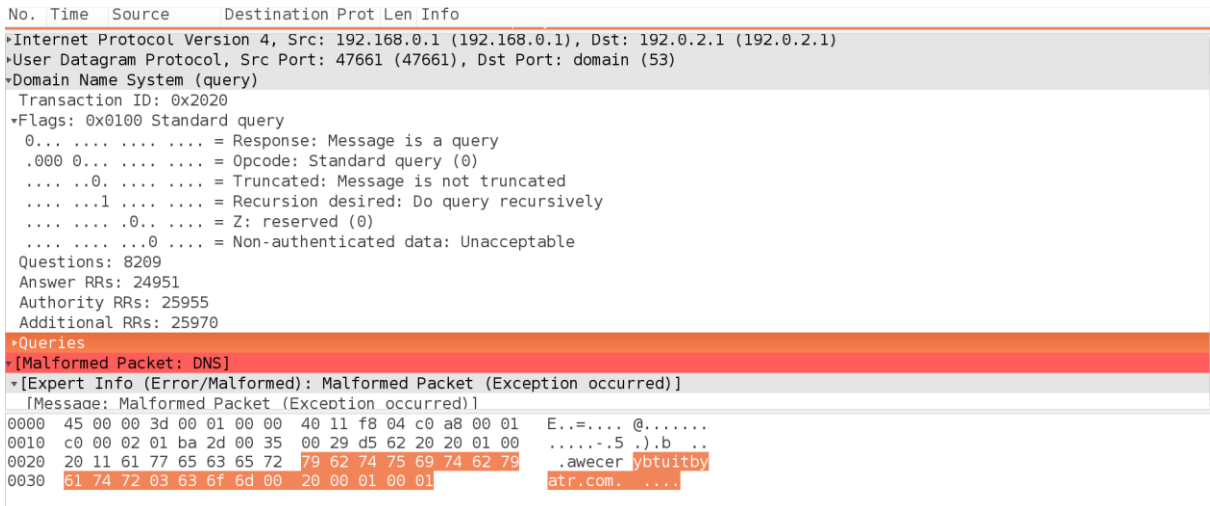 No. Time Source Destination Prot Len Info
▸Internet Protocol Version 4, Src: 192.168.0.1 (192.168.0.1), Dst: 192.0.2.1 (192.0.2.1)
▸User Datagram Protocol, Src Port: 47661 (47661), Dst Port: domain (53)
▾Domain Name System (query)
Transaction ID: 0x2020
▾Flags: 0x0100 Standard query
0... .... .... .... = Response: Message is a query
.000 0... .... .... = Opcode: Standard query (0)
.... ..0. .... .... = Truncated: Message is not truncated
.... ...1 .... .... = Recursion desired: Do query recursively
.... .... .0.. .... = Z: reserved (0)
.... .... ...0 .... = Non-authenticated data: Unacceptable
Questions: 8209
Answer RRs: 24951
Authority RRs: 25955
Additional RRs: 25970
▸Queries
▾[Malformed Packet: DNS]
▾[Expert Info (Error/Malformed): Malformed Packet (Exception occurred)]
[Message: Malformed Packet (Exception occurred)]
0000 45 00 00 3d 00 01 00 00 40 11 f8 04 c0 a8 00 01 E..=.... @.......
0010 c0 00 02 01 ba 2d 00 35 00 29 d5 62 20 20 01 00 .....-.5 .).b ..
0020 20 11 61 77 65 63 65 72 79 62 74 75 69 74 62 79 .awecer ybtuitby
0030 61 74 72 03 63 6f 6d 00 20 00 01 00 01 atr.com. ....